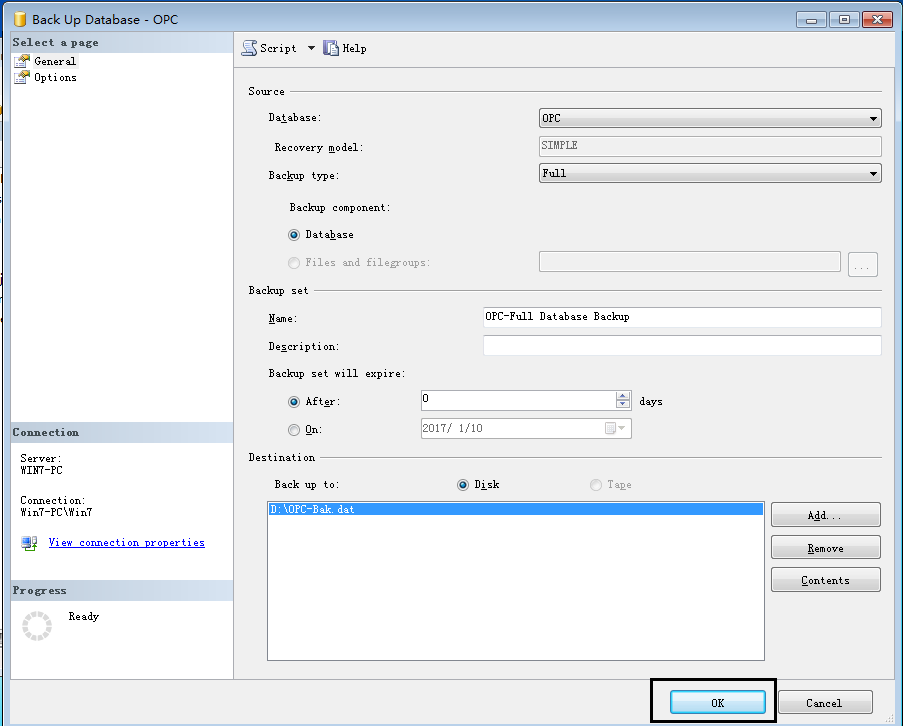 Back Up Database - OPC
Select a page
General
Options
Script
Help
Source
Database:
OPC
Recovery model:
SIMPLE
Backup type:
Full
Backup component:
Database
Files and filegroups:
...
Backup set
Name:
OPC-Full Database Backup
Description:
Backup set will expire:
After:
0
days
On:
2017/ 1/10
Destination
Back up to:
Disk
Tape
D:\OPC-Bak.dat
Add...
Remove
Contents
Connection
Server:
WIN7-PC
Connection:
Win7-PC\Win7
View connection properties
Progress
Ready
OK
Cancel